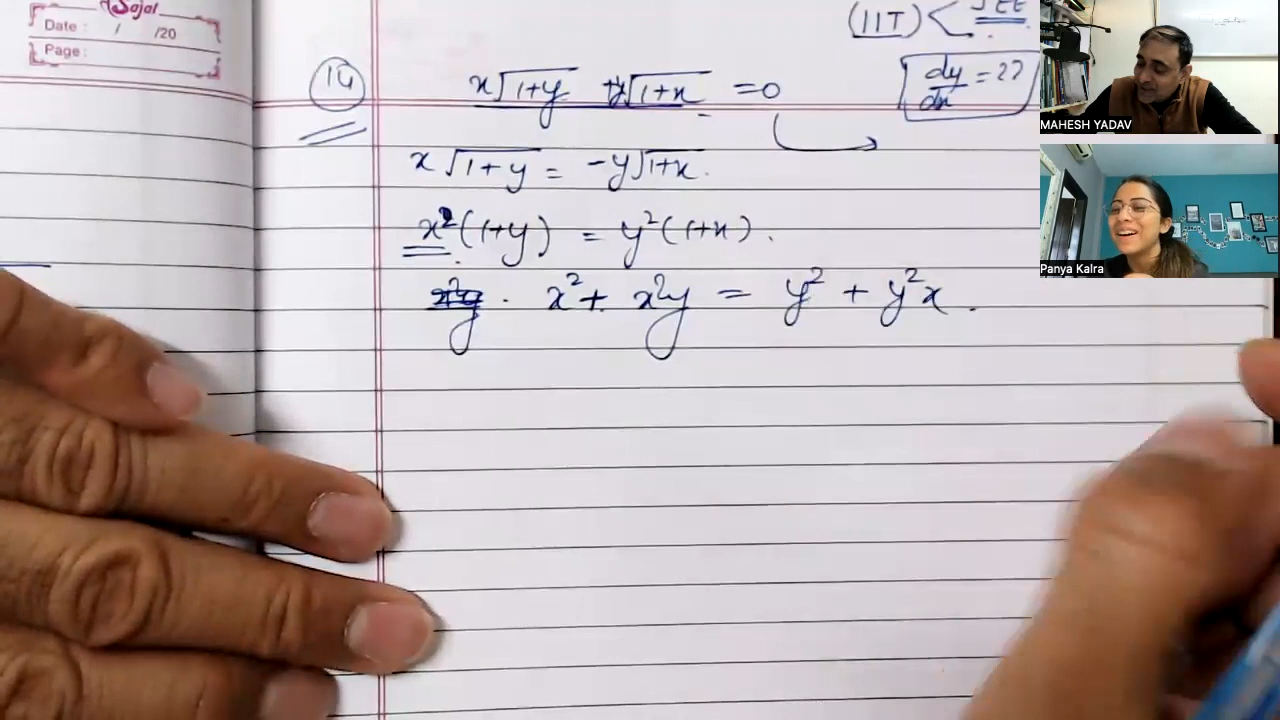 Sajal
Date : / /20
Page :
(IIT) < JEE
(14) x√1+y + y√1+x = 0
dy/dx = ??
x√1+y = -y√1+x .
x²(1+y) = y²(1+x) .
x² + x²y = y² + y²x .
MAHESH YADAV
Panya Kalra